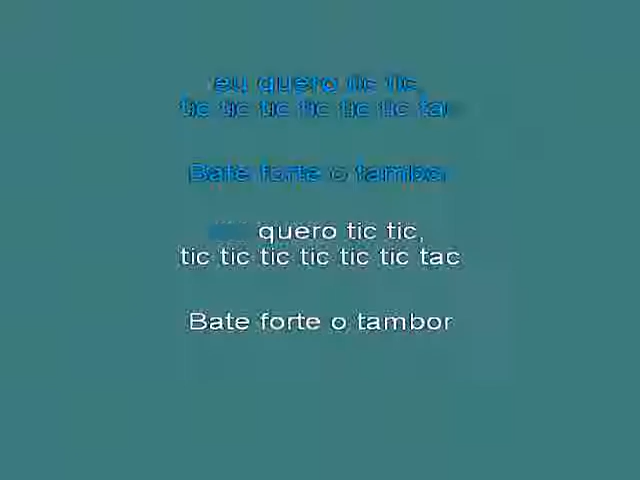 eu quero tic tic,
tic tic tic tic tic tic tac
Bate forte o tambor
quero tic tic,
tic tic tic tic tic tic tac
Bate forte o tambor